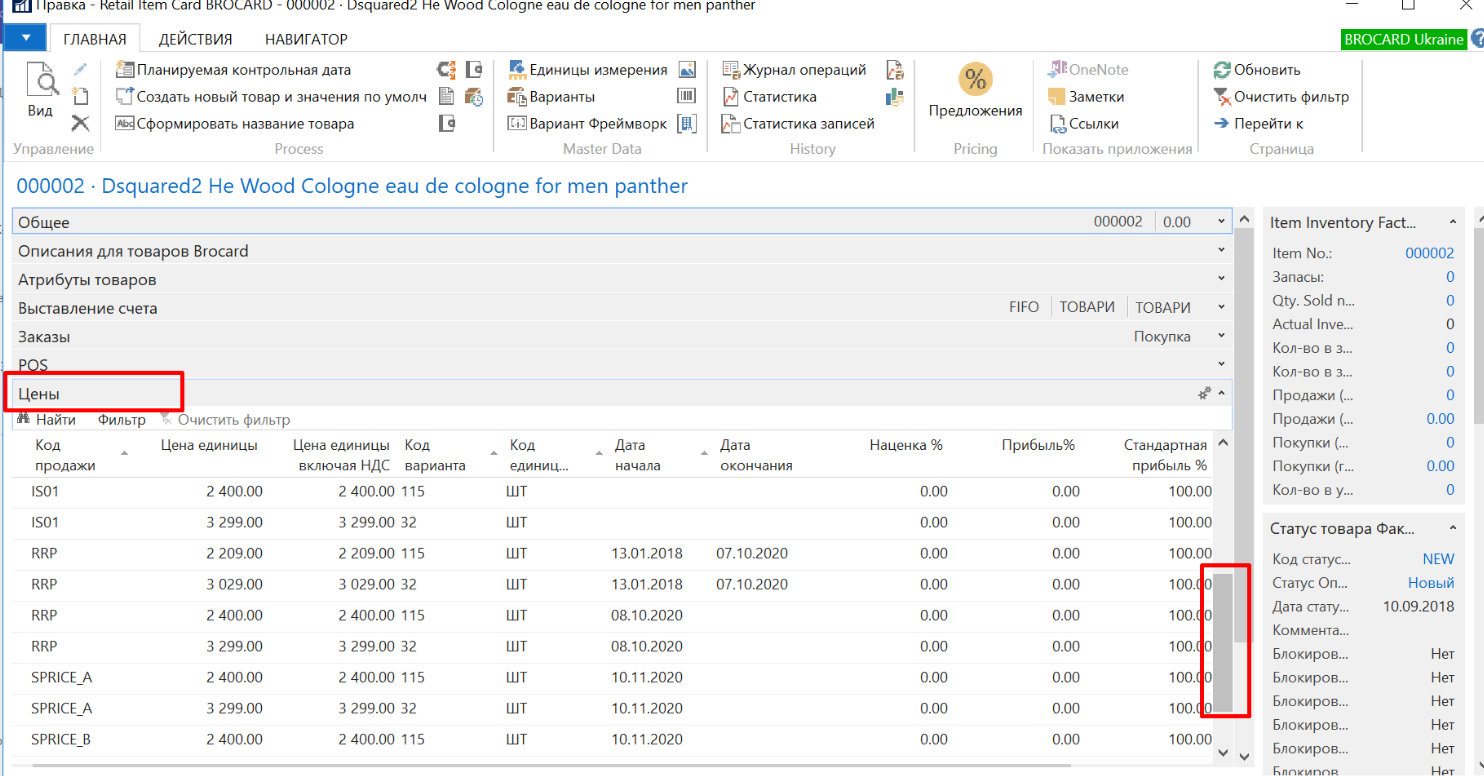 Правка - Retail Item Card BROCARD - 000002 · Dsquared2 He Wood Cologne eau de cologne for men panther
ГЛАВНАЯ ДЕЙСТВИЯ НАВИГАТОР BROCARD Ukraine
Вид
Планируемая контрольная дата
Создать новый товар и значения по умолч
Abc Сформировать название товара
Единицы измерения
Варианты
Вариант Фреймворк
Журнал операций
Статистика
Статистика записей
Предложения
OneNote
Заметки
Ссылки
Обновить
Очистить фильтр
Перейти к
Управление Process Master Data History Pricing Показать приложения Страница
000002 · Dsquared2 He Wood Cologne eau de cologne for men panther
Общее 000002 0.00
Описания для товаров Brocard
Атрибуты товаров
Выставление счета FIFO ТОВАРИ ТОВАРИ
Заказы Покупка
POS
Цены
Найти Фильтр Очистить фильтр
Код продажи Цена единицы Цена единицы включая НДС Код варианта Код единиц... Дата начала Дата окончания Наценка % Прибыль% Стандартная прибыль %
IS01 2 400.00 2 400.00 115 ШТ 0.00 0.00 100.00
IS01 3 299.00 3 299.00 32 ШТ 0.00 0.00 100.00
RRP 2 209.00 2 209.00 115 ШТ 13.01.2018 07.10.2020 0.00 0.00 100.00
RRP 3 029.00 3 029.00 32 ШТ 13.01.2018 07.10.2020 0.00 0.00 100.00
RRP 2 400.00 2 400.00 115 ШТ 08.10.2020 0.00 0.00 100.00
RRP 3 299.00 3 299.00 32 ШТ 08.10.2020 0.00 0.00 100.00
SPRICE_A 2 400.00 2 400.00 115 ШТ 10.11.2020 0.00 0.00 100.00
SPRICE_A 3 299.00 3 299.00 32 ШТ 10.11.2020 0.00 0.00 100.00
SPRICE_B 2 400.00 2 400.00 115 ШТ 10.11.2020 0.00 0.00 100.00
Item Inventory Fact...
Item No.: 000002
Запасы: 0
Qty. Sold n... 0
Actual Inve... 0
Кол-во в з... 0
Кол-во в з... 0
Продажи (... 0
Продажи (... 0.00
Покупки (... 0
Покупки (г... 0.00
Кол-во в у... 0
Статус товара Фак...
Код статус... NEW
Статус Оп... Новый
Дата стату... 10.09.2018
Коммента...
Блокиров... Нет
Блокиров... Нет
Блокиров... Нет
Блокиров... Нет
Блокиров... Нет
Блокиров... Нет